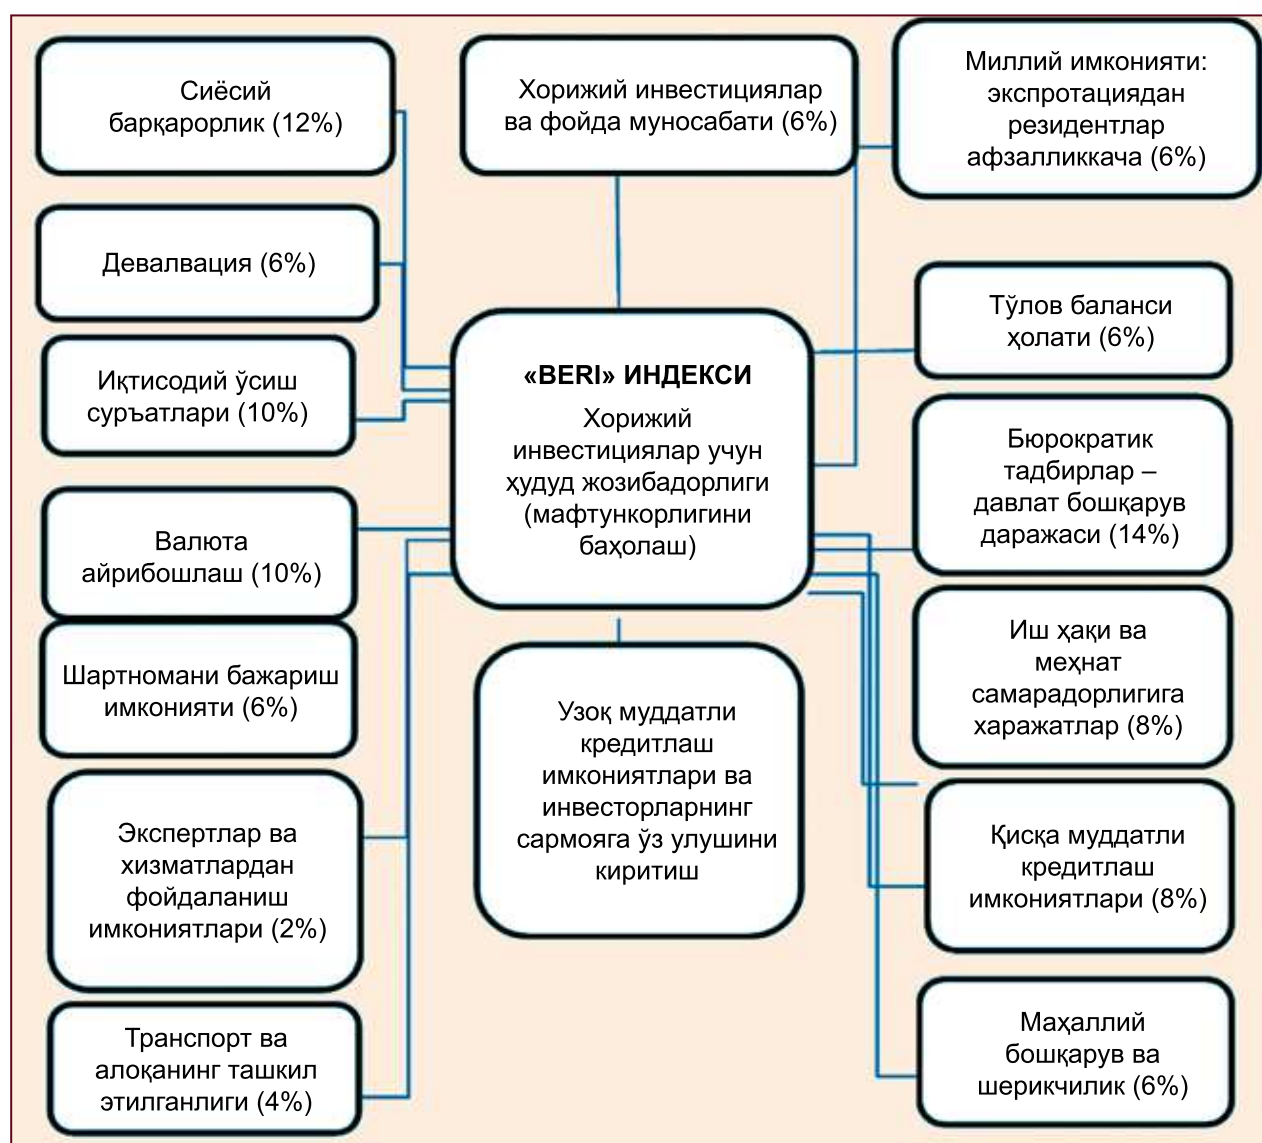 Сиёсий
барқарорлик (12%)
Девалвация (6%)
Иқтисодий ўсиш
суръатлари (10%)
Валюта
айрибошлаш (10%)
Шартномани бажариш
имконияти (6%)
Экспертлар ва
хизматлардан
фойдаланиш
имкониятлари (2%)
Транспорт ва
алоқанинг ташкил
этилганлиги (4%)
Хорижий инвестициялар
ва фойда муносабати (6%)
«BERI» ИНДЕКСИ
Хорижий
инвестициялар учун
ҳудуд жозибадорлиги
(мафтункорлигини
баҳолаш)
Узоқ муддатли
кредитлаш
имкониятлари ва
инвесторларнинг
сармояга ўз улушини
киритиш
Миллий имконияти:
экспротациядан
резидентлар
афзалликкача (6%)
Тўлов баланси
ҳолати (6%)
Бюрократик
тадбирлар –
давлат бошқарув
даражаси (14%)
Иш ҳақи ва
меҳнат
самарадорлигига
харажатлар (8%)
Қисқа муддатли
кредитлаш
имкониятлари (8%)
Маҳаллий
бошқарув ва
шерикчилик (6%)